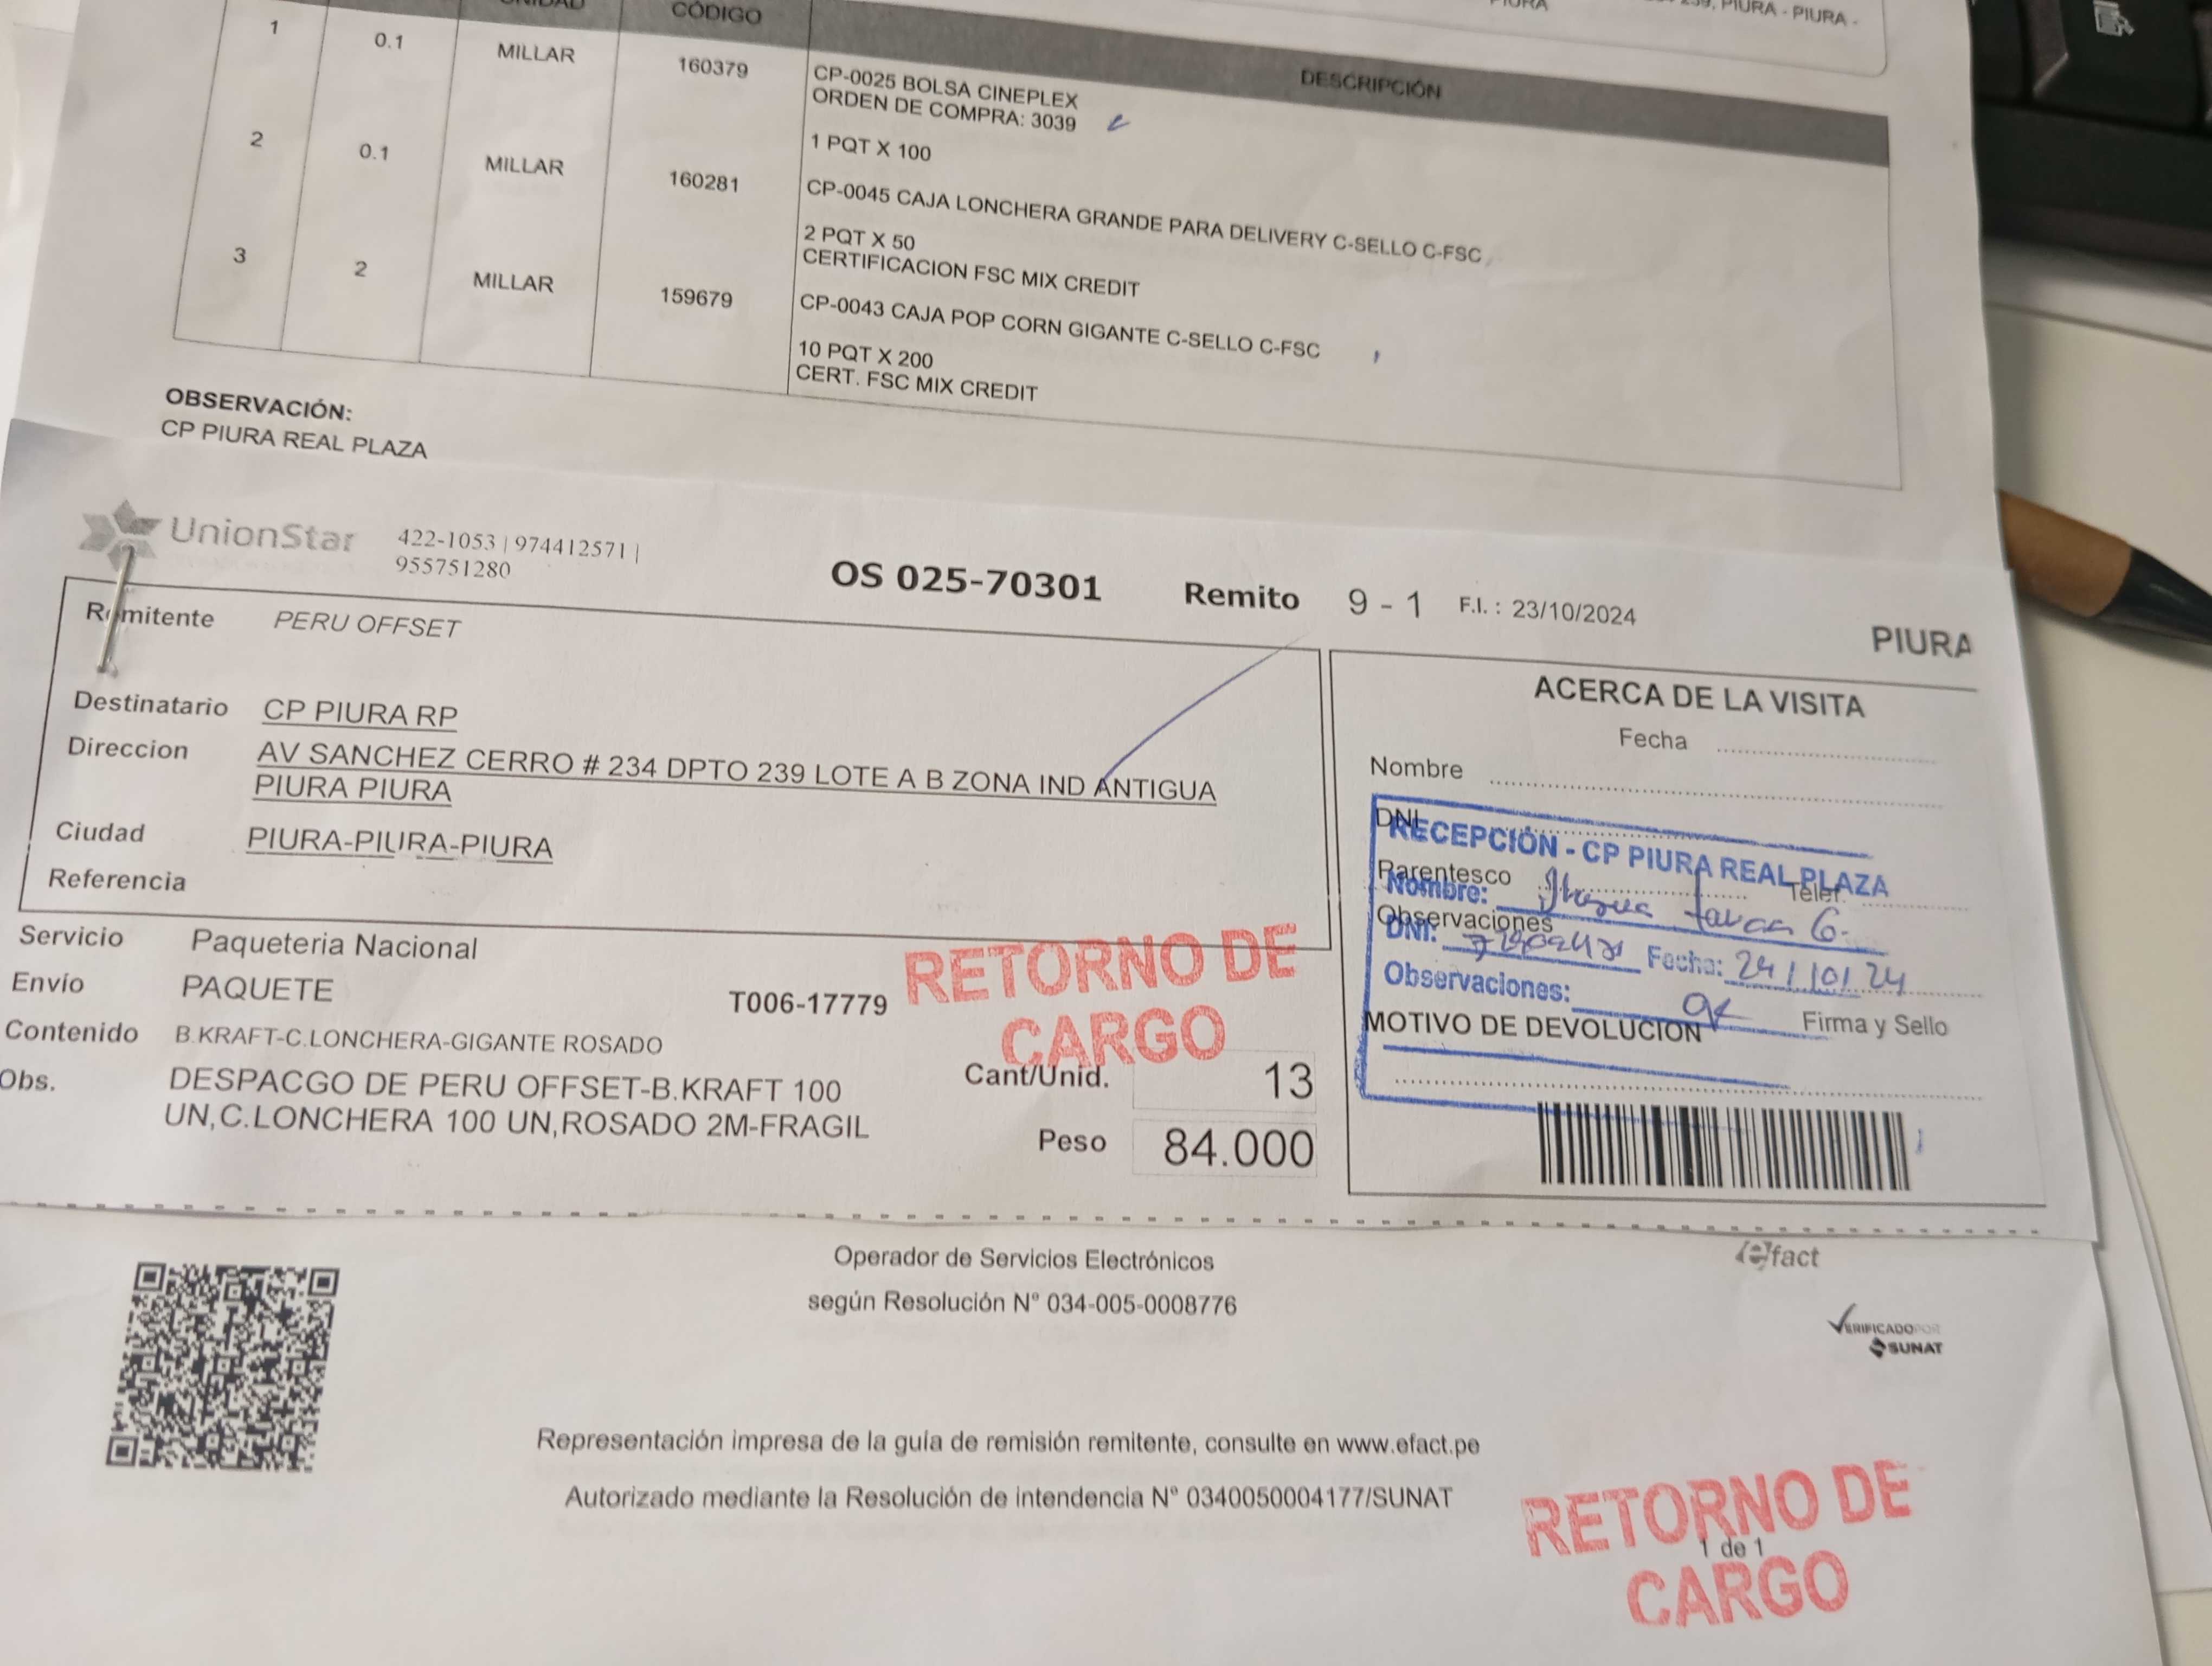 239, PIURA - PIURA -
PIURA
UNIDAD CÓDIGO DESCRIPCIÓN
1 0.1 MILLAR 160379 CP-0025 BOLSA CINEPLEX
ORDEN DE COMPRA: 3039
1 PQT X 100
2 0.1 MILLAR 160281 CP-0045 CAJA LONCHERA GRANDE PARA DELIVERY C-SELLO C-FSC
2 PQT X 50
CERTIFICACION FSC MIX CREDIT
3 2 MILLAR 159679 CP-0043 CAJA POP CORN GIGANTE C-SELLO C-FSC
10 PQT X 200
CERT. FSC MIX CREDIT
OBSERVACIÓN:
CP PIURA REAL PLAZA
UnionStar 422-1053 | 974412571 |
955751280
OS 025-70301 Remito 9 - 1 F.I. : 23/10/2024
PIURA
Remitente PERU OFFSET
Destinatario CP PIURA RP
Direccion AV SANCHEZ CERRO # 234 DPTO 239 LOTE A B ZONA IND ANTIGUA
PIURA PIURA
Ciudad PIURA-PIURA-PIURA
Referencia
ACERCA DE LA VISITA
Fecha
Nombre
DNI
RECEPCIÓN - CP PIURA REAL PLAZA
Parentesco Telef.
Nombre:
Observaciones
DNI: Fecha: 24/10/24
Observaciones: OK
MOTIVO DE DEVOLUCION Firma y Sello
Servicio Paqueteria Nacional
Envío PAQUETE T006-17779
RETORNO DE
CARGO
Contenido B.KRAFT-C.LONCHERA-GIGANTE ROSADO
Obs. DESPACGO DE PERU OFFSET-B.KRAFT 100
UN,C.LONCHERA 100 UN,ROSADO 2M-FRAGIL
Cant/Unid. 13
Peso 84.000
Operador de Servicios Electrónicos
según Resolución N° 034-005-0008776
efact
VERIFICADO POR
SUNAT
Representación impresa de la guía de remisión remitente, consulte en www.efact.pe
Autorizado mediante la Resolución de intendencia N° 0340050004177/SUNAT
RETORNO DE
1 de 1
CARGO